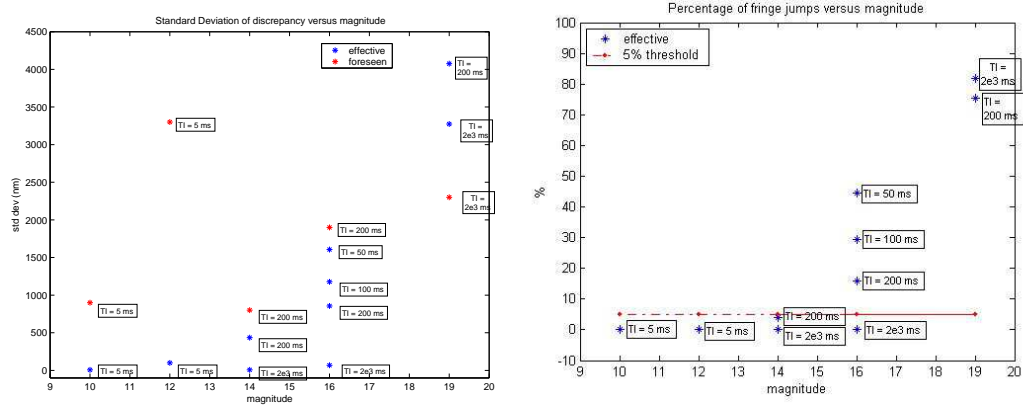 Standard Deviation of discrepancy versus magnitude
4500
4000
3500
3000
2500
2000
1500
1000
500
0
std dev (nm)
effective
foreseen
TI =
200 ms
TI =
2e3 ms
TI = 5 ms
TI =
2e3 ms
TI = 200 ms
TI = 50 ms
TI = 100 ms
TI = 200 ms
TI = 5 ms
TI = 200 ms
TI = 200 ms
TI = 5 ms
TI = 5 ms
TI = 2e3 ms
TI = 2e3 ms
9 10 11 12 13 14 15 16 17 18 19 20
magnitude
Percentage of fringe jumps versus magnitude
100
90
80
70
60
50
40
30
20
10
0
-10
%
effective
5% threshold
TI =
2e3 ms
TI =
200 ms
TI = 50 ms
TI = 100 ms
TI = 200 ms
TI = 200 ms
TI = 5 ms
TI = 5 ms
TI = 2e3 ms
TI = 2e3 ms
9 10 11 12 13 14 15 16 17 18 19 20
magnitude